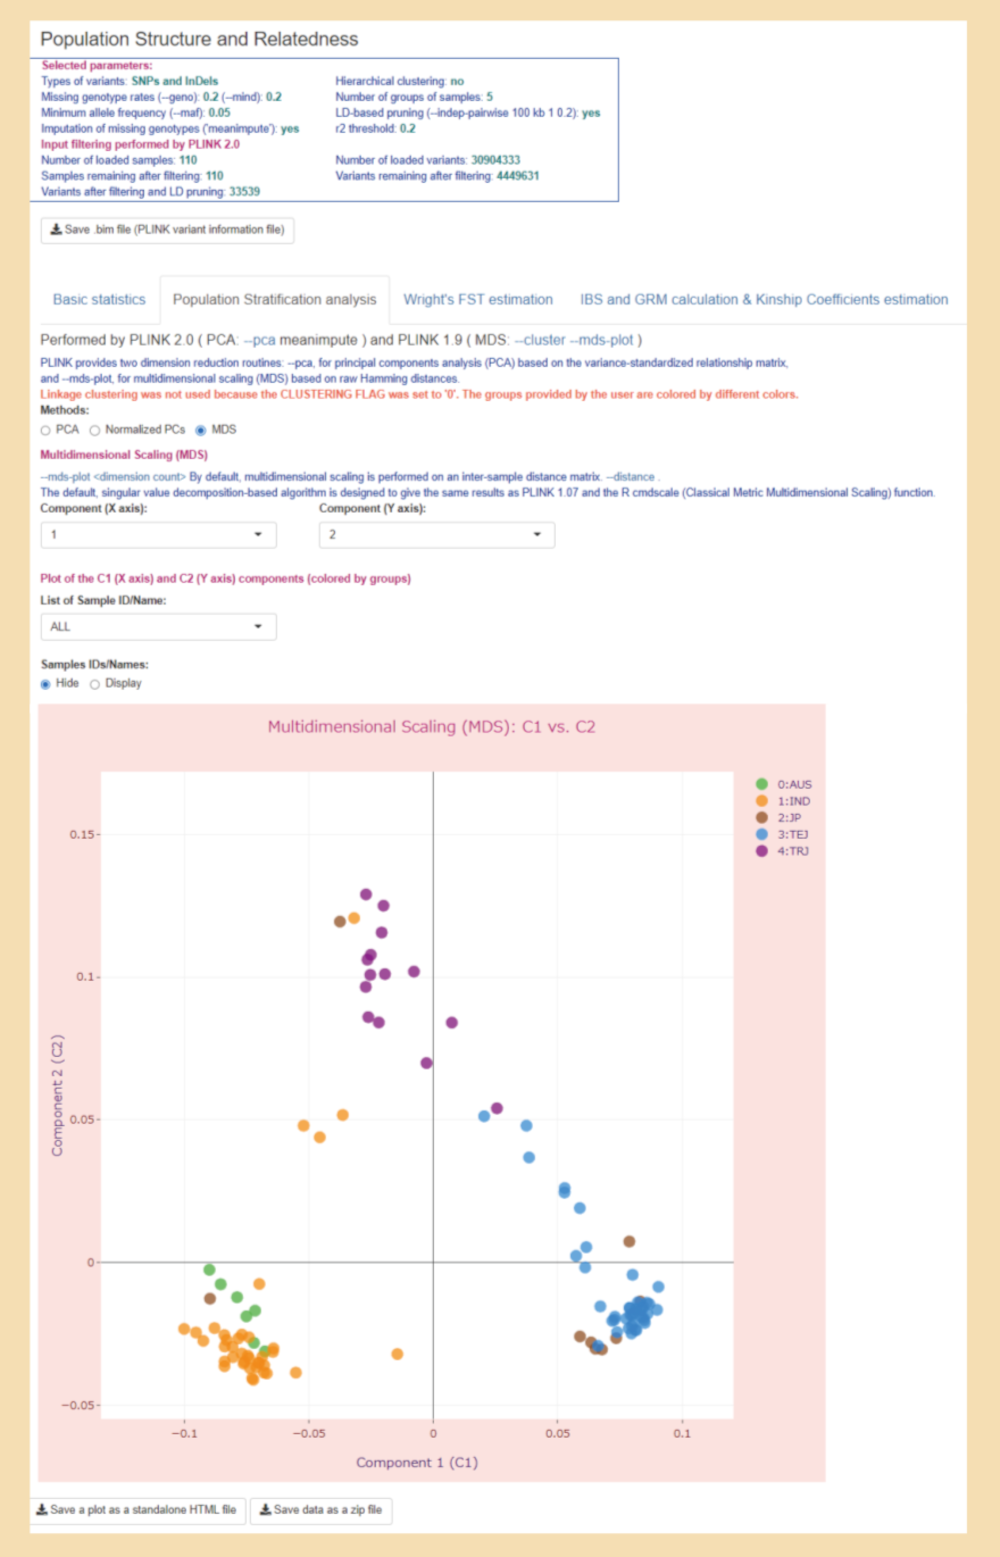 Population Structure and Relatedness
Selected parameters:
Types of variants: SNPs and InDels
Hierarchical clustering: no
Missing genotype rates (--geno): 0.2 (--mind): 0.2
Number of groups of samples: 5
Minimum allele frequency (--maf): 0.05
LD-based pruning (--indep-pairwise 100 kb 1 0.2): yes
Imputation of missing genotypes ('meanimpute'): yes
r2 threshold: 0.2
Input filtering performed by PLINK 2.0
Number of loaded samples: 110
Number of loaded variants: 30904333
Samples remaining after filtering: 110
Variants remaining after filtering: 4449631
Variants after filtering and LD pruning: 33539
Save .bim file (PLINK variant information file)
Basic statistics
Population Stratification analysis
Wright's FST estimation
IBS and GRM calculation & Kinship Coefficients estimation
Performed by PLINK 2.0 ( PCA: --pca meanimpute ) and PLINK 1.9 ( MDS: --cluster --mds-plot )
PLINK provides two dimension reduction routines: --pca, for principal components analysis (PCA) based on the variance-standardized relationship matrix,
and --mds-plot, for multidimensional scaling (MDS) based on raw Hamming distances.
Linkage clustering was not used because the CLUSTERING FLAG was set to '0'. The groups provided by the user are colored by different colors.
Methods:
PCA
Normalized PCs
MDS
Multidimensional Scaling (MDS)
--mds-plot <dimension count> By default, multidimensional scaling is performed on an inter-sample distance matrix. --distance .
The default, singular value decomposition-based algorithm is designed to give the same results as PLINK 1.07 and the R cmdscale (Classical Metric Multidimensional Scaling) function.
Component (X axis):
Component (Y axis):
1
2
Plot of the C1 (X axis) and C2 (Y axis) components (colored by groups)
List of Sample ID/Name:
ALL
Samples IDs/Names:
Hide
Display
Multidimensional Scaling (MDS): C1 vs. C2
0:AUS
1:IND
2:JP
3:TEJ
4:TRJ
0.15
0.1
0.05
0
−0.05
Component 2 (C2)
−0.1
−0.05
0
0.05
0.1
Component 1 (C1)
Save a plot as a standalone HTML file
Save data as a zip file